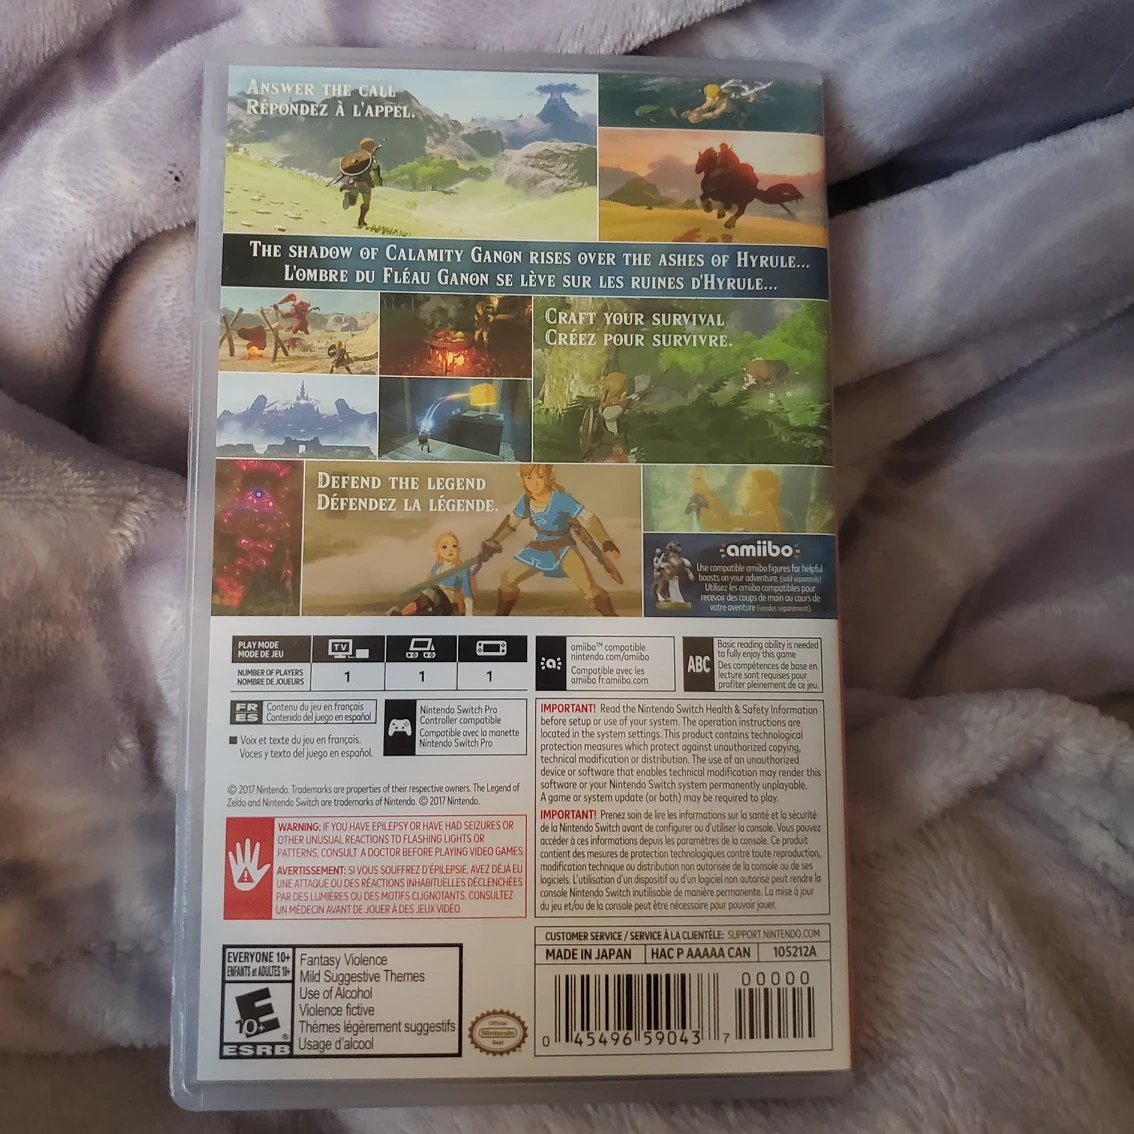 ANSWER THE CALL
RÉPONDEZ À L'APPEL.
THE SHADOW OF CALAMITY GANON RISES OVER THE ASHES OF HYRULE...
L'OMBRE DU FLÉAU GANON SE LÈVE SUR LES RUINES D'HYRULE...
CRAFT YOUR SURVIVAL
CRÉEZ POUR SURVIVRE.
DEFEND THE LEGEND
DÉFENDEZ LA LÉGENDE.
amiibo
Use compatible amiibo figures for helpful
boosts on your adventure (sold separately)
Utilisez les amiibo compatibles pour
recevoir des coups de main au cours de
votre aventure (vendus séparément).
PLAY MODE
MODE DE JEU
TV
NUMBER OF PLAYERS
NOMBRE DE JOUEURS
1
1
1
amiibo™ compatible
nintendo.com/amiibo
Compatible avec les
amiibo fr.amiibo.com
ABC
Basic reading ability is needed
to fully enjoy this game
Des compétences de base en
lecture sont requises pour
profiter pleinement de ce jeu.
FR
ES
Contenu du jeu en français
Contenido del juego en español
Voix et texte du jeu en français.
Voces y texto del juego en español.
Nintendo Switch Pro
Controller compatible
Compatible avec la manette
Nintendo Switch Pro
© 2017 Nintendo. Trademarks are properties of their respective owners. The Legend of
Zelda and Nintendo Switch are trademarks of Nintendo. © 2017 Nintendo.
WARNING: IF YOU HAVE EPILEPSY OR HAVE HAD SEIZURES OR
OTHER UNUSUAL REACTIONS TO FLASHING LIGHTS OR
PATTERNS, CONSULT A DOCTOR BEFORE PLAYING VIDEO GAMES.
AVERTISSEMENT: SI VOUS SOUFFREZ D'ÉPILEPSIE, AVEZ DÉJÀ EU
UNE ATTAQUE OU DES RÉACTIONS INHABITUELLES DÉCLENCHÉES
PAR DES LUMIÈRES OU DES MOTIFS CLIGNOTANTS, CONSULTEZ
UN MÉDECIN AVANT DE JOUER À DES JEUX VIDÉO.
IMPORTANT! Read the Nintendo Switch Health & Safety Information
before setup or use of your system. The operation instructions are
located in the system settings. This product contains technological
protection measures which protect against unauthorized copying,
technical modification or distribution. The use of an unauthorized
device or software that enables technical modification may render this
software or your Nintendo Switch system permanently unplayable.
A game or system update (or both) may be required to play.
IMPORTANT! Prenez soin de lire les informations sur la santé et la sécurité
de la Nintendo Switch avant de configurer ou d'utiliser la console. Vous pouvez
accéder à ces informations depuis les paramètres de la console. Ce produit
contient des mesures de protection technologiques contre toute reproduction,
modification technique ou distribution non autorisée de la console ou de ses
logiciels. L'utilisation d'un dispositif ou d'un logiciel non autorisé peut rendre la
console Nintendo Switch inutilisable de manière permanente. La mise à jour
du jeu et/ou de la console peut être nécessaire pour pouvoir jouer.
CUSTOMER SERVICE / SERVICE À LA CLIENTÈLE: SUPPORT.NINTENDO.COM
MADE IN JAPAN HAC P AAAAA CAN 105212A
EVERYONE 10+
ENFANTS et ADULTES 10+
E
10+
®
ESRB
Fantasy Violence
Mild Suggestive Themes
Use of Alcohol
Violence fictive
Thèmes légèrement suggestifs
Usage d'alcool
Official
Nintendo
Seal
00000
0 45496 59043 7